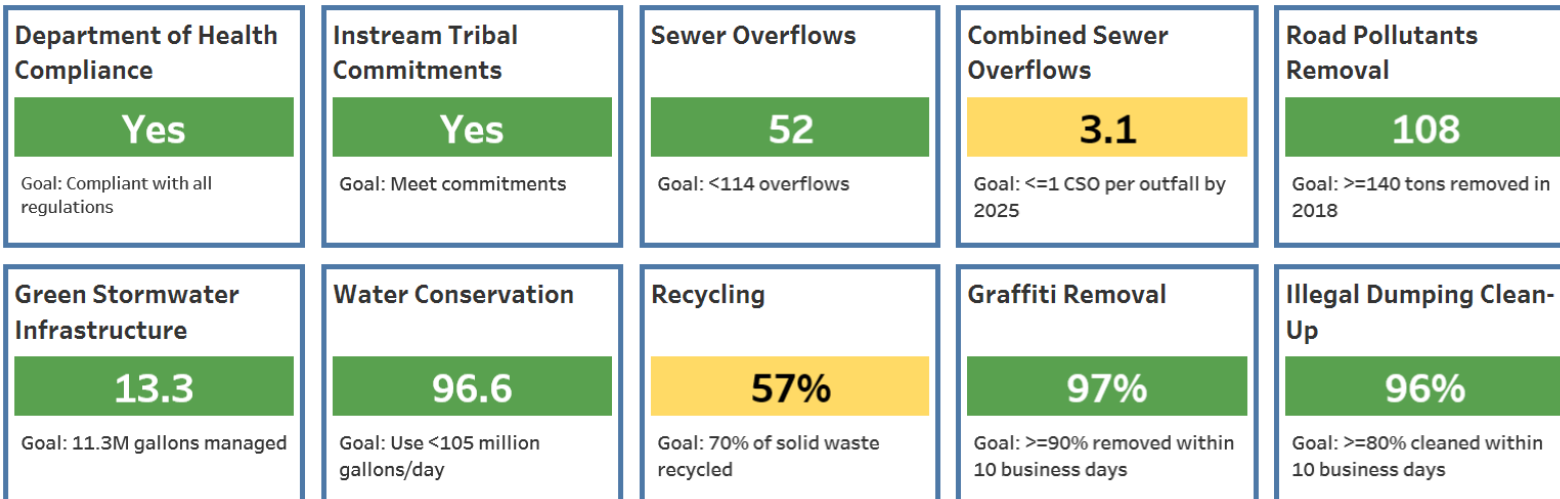 Department of Health
Compliance
Yes
Goal: Compliant with all
regulations
Instream Tribal
Commitments
Yes
Goal: Meet commitments
Sewer Overflows
52
Goal: <114 overflows
Combined Sewer
Overflows
3.1
Goal: <=1 CSO per outfall by
2025
Road Pollutants
Removal
108
Goal: >=140 tons removed in
2018
Green Stormwater
Infrastructure
13.3
Goal: 11.3M gallons managed
Water Conservation
96.6
Goal: Use <105 million
gallons/day
Recycling
57%
Goal: 70% of solid waste
recycled
Graffiti Removal
97%
Goal: >=90% removed within
10 business days
Illegal Dumping Clean-
Up
96%
Goal: >=80% cleaned within
10 business days